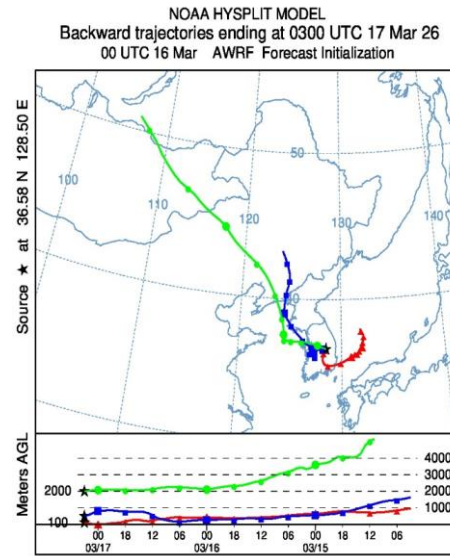 NOAA HYSPLIT MODEL
Backward trajectories ending at 0300 UTC 17 Mar 26
00 UTC 16 Mar AWRF Forecast Initialization
Source ★ at 36.58 N 128.50 E
50
100
110
120
130
140
40
Meters AGL
4000
3000
2000
2000
1000
100
00 18 12 06 00 18 12 06 00 18 12 06
03/17 03/16 03/15